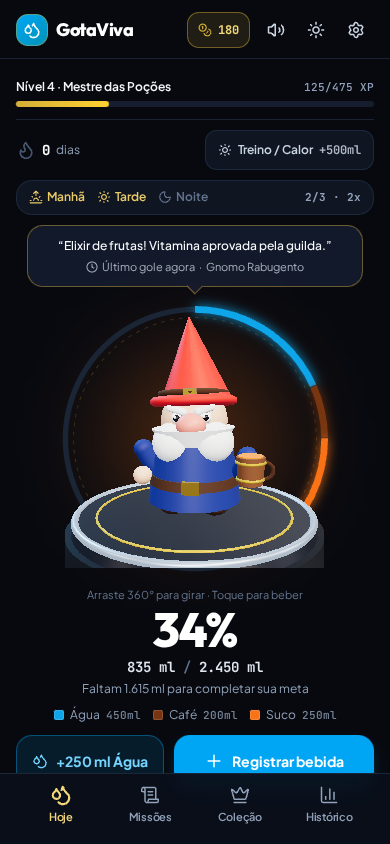 GotaViva
180
Nível 4 · Mestre das Poções
125/475 XP
0 dias
Treino / Calor +500ml
Manhã
Tarde
Noite
2/3 · 2x
“Elixir de frutas! Vitamina aprovada pela guilda.”
Último gole agora · Gnomo Rabugento
Arraste 360° para girar · Toque para beber
34%
835 ml / 2.450 ml
Faltam 1.615 ml para completar sua meta
Água 450ml
Café 200ml
Suco 250ml
+250 ml Água
Registrar bebida
Hoje
Missões
Coleção
Histórico